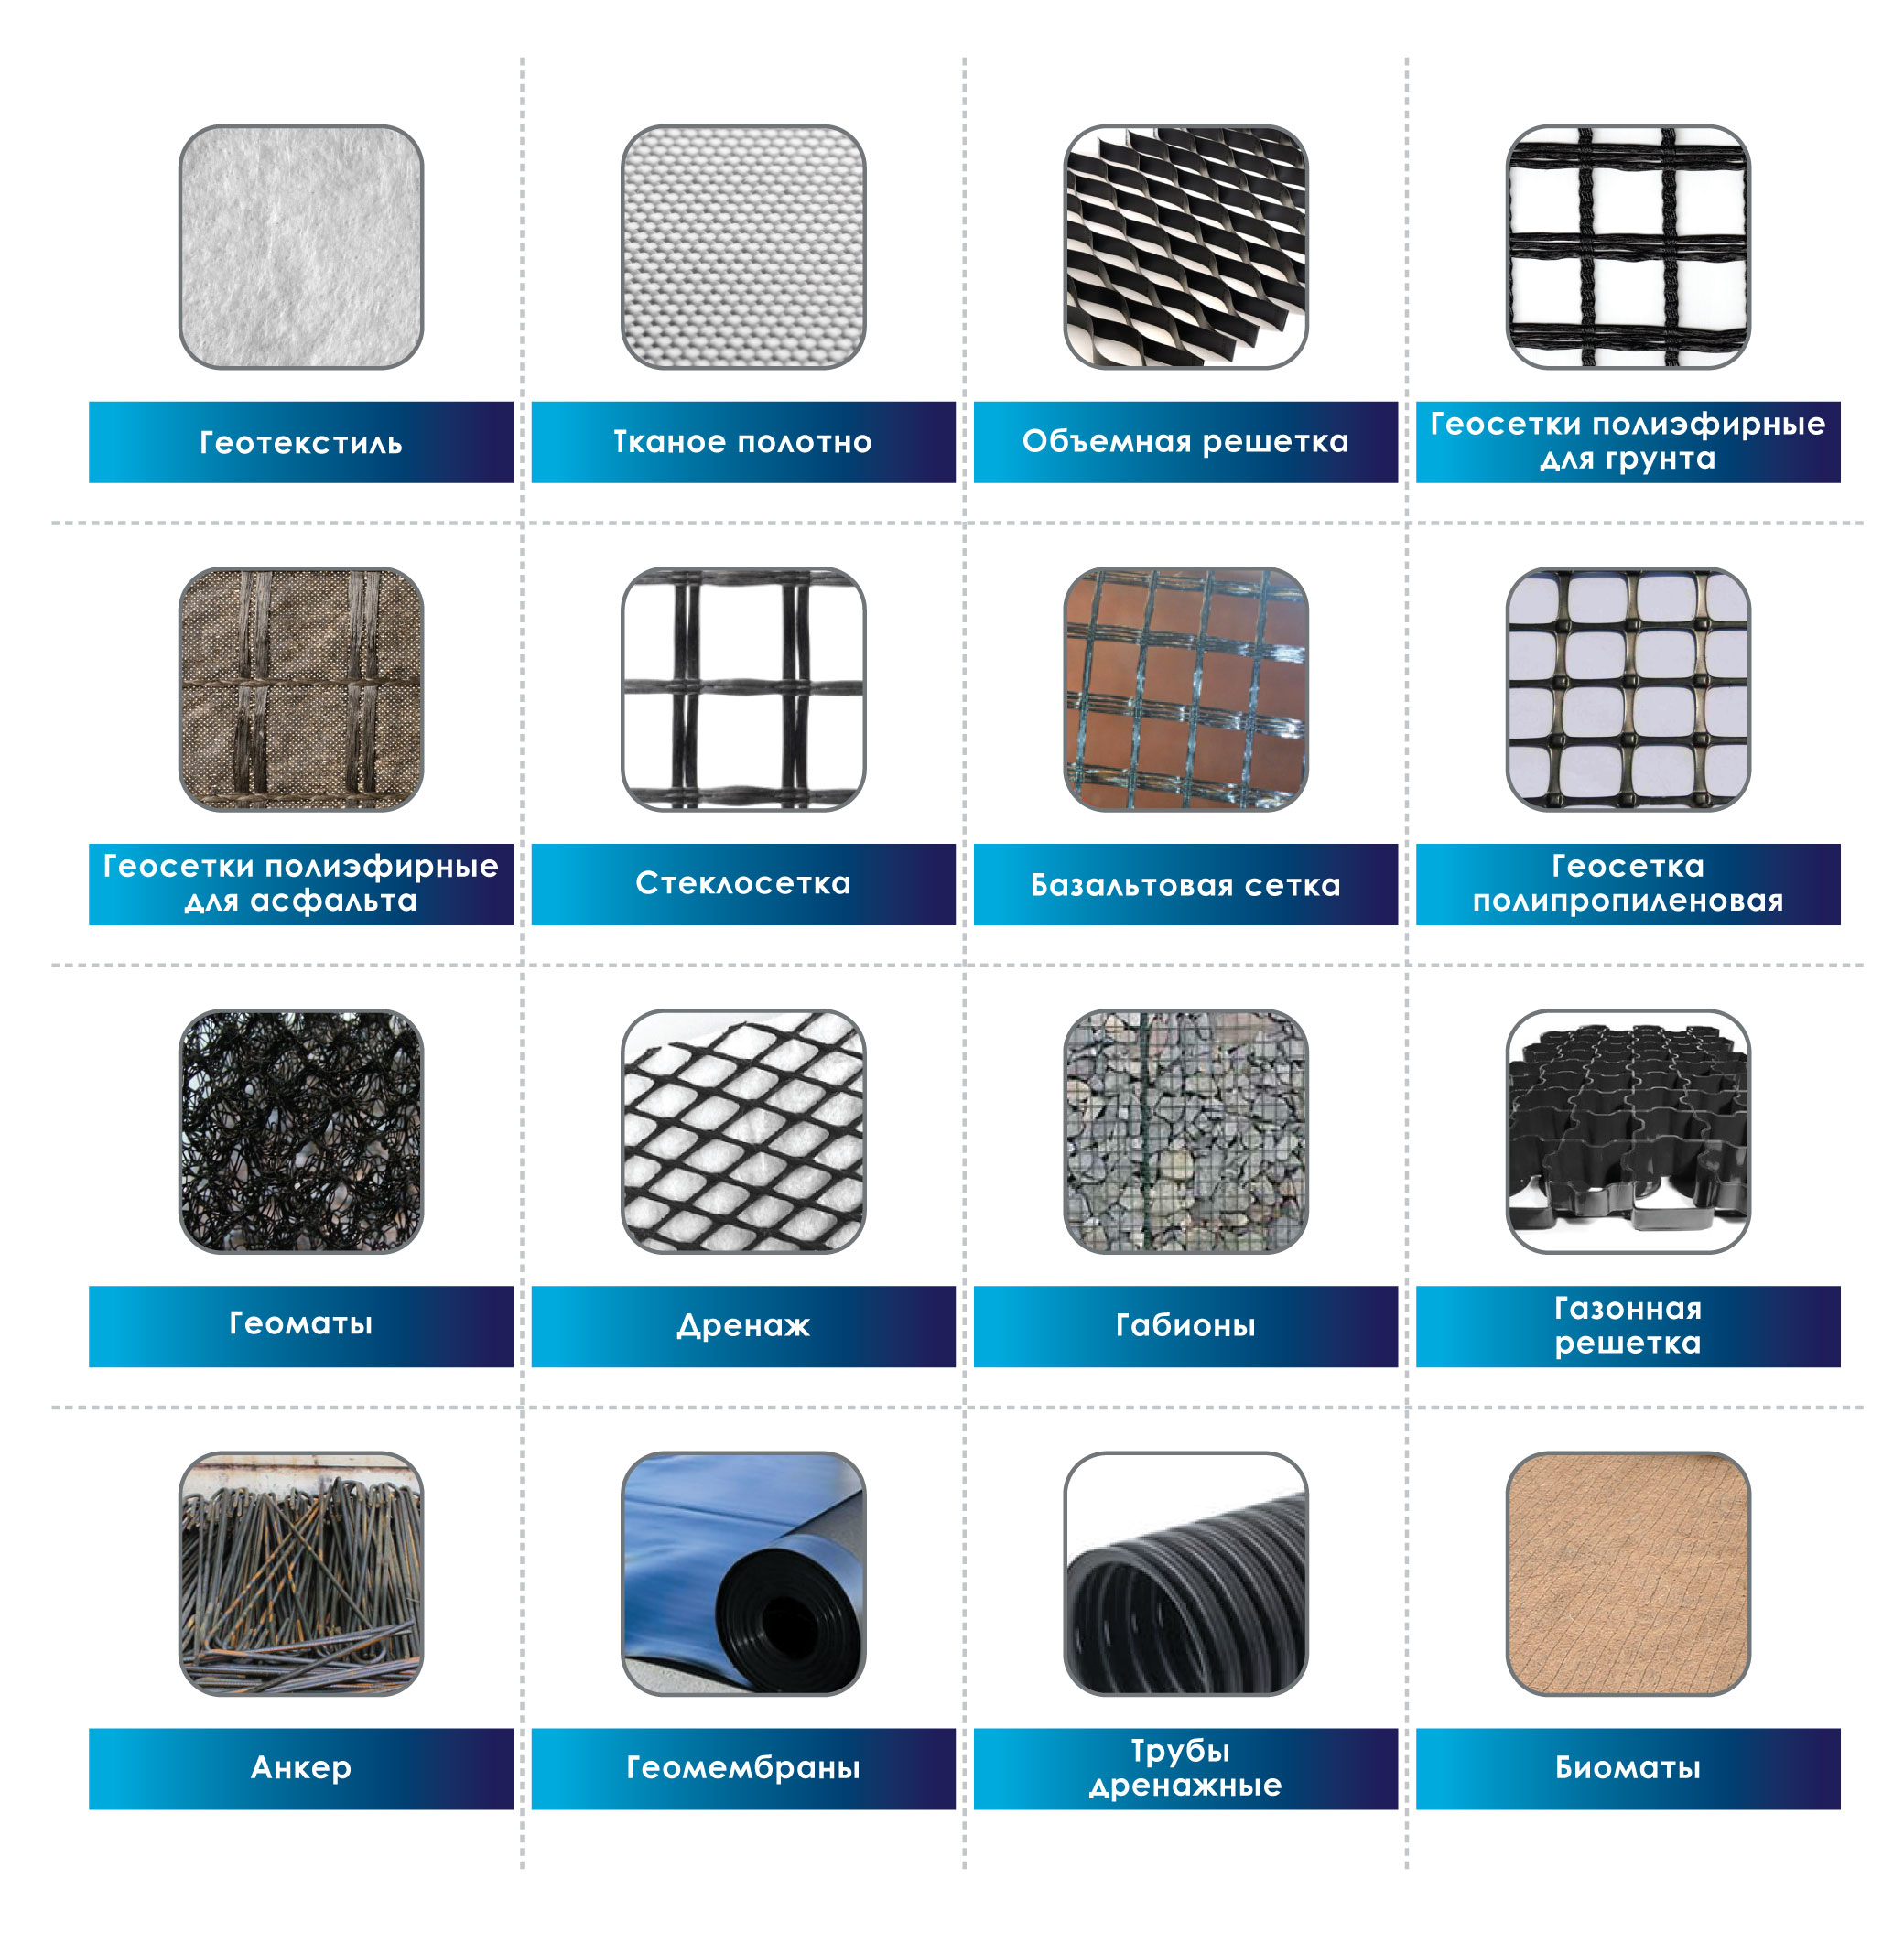 Геотекстиль
Тканое полотно
Объемная решетка
Геосетки полиэфирные
для грунта
Геосетки полиэфирные
для асфальта
Стеклосетка
Базальтовая сетка
Геосетка
полипропиленовая
Геоматы
Дренаж
Габионы
Газонная
решетка
Анкер
Геомембраны
Трубы
дренажные
Биоматы